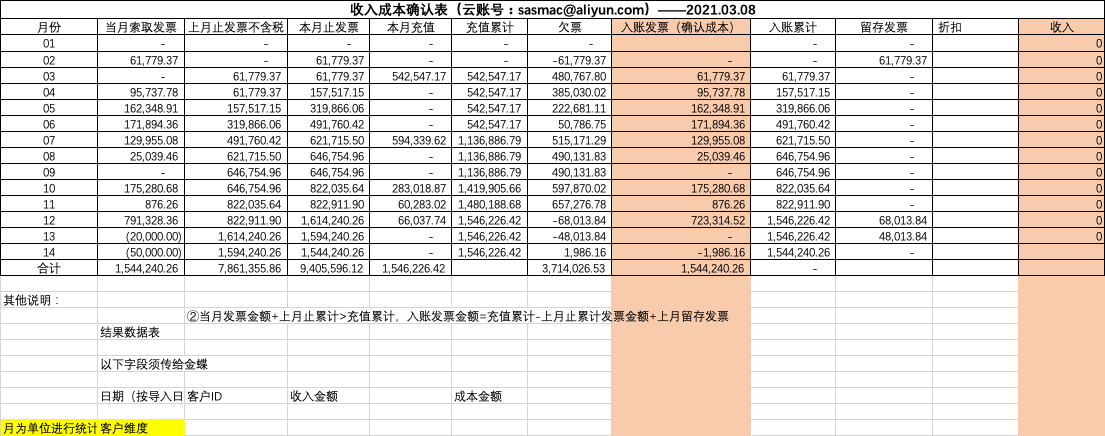 收入成本确认表（云账号：sasmac@aliyun.com）——2021.03.08
月份 当月索取发票 上月止发票不含税 本月止发票 本月充值 充值累计 欠票 入账发票（确认成本） 入账累计 留存发票 折扣 收入
01 - - - - - - - - 0
02 61,779.37 - 61,779.37 - - -61,779.37 - - 61,779.37 0
03 - 61,779.37 61,779.37 542,547.17 542,547.17 480,767.80 61,779.37 61,779.37 - 0
04 95,737.78 61,779.37 157,517.15 - 542,547.17 385,030.02 95,737.78 157,517.15 - 0
05 162,348.91 157,517.15 319,866.06 - 542,547.17 222,681.11 162,348.91 319,866.06 - 0
06 171,894.36 319,866.06 491,760.42 - 542,547.17 50,786.75 171,894.36 491,760.42 - 0
07 129,955.08 491,760.42 621,715.50 594,339.62 1,136,886.79 515,171.29 129,955.08 621,715.50 - 0
08 25,039.46 621,715.50 646,754.96 - 1,136,886.79 490,131.83 25,039.46 646,754.96 - 0
09 - 646,754.96 646,754.96 - 1,136,886.79 490,131.83 - 646,754.96 - 0
10 175,280.68 646,754.96 822,035.64 283,018.87 1,419,905.66 597,870.02 175,280.68 822,035.64 - 0
11 876.26 822,035.64 822,911.90 60,283.02 1,480,188.68 657,276.78 876.26 822,911.90 - 0
12 791,328.36 822,911.90 1,614,240.26 66,037.74 1,546,226.42 -68,013.84 723,314.52 1,546,226.42 68,013.84 0
13 (20,000.00) 1,614,240.26 1,594,240.26 - 1,546,226.42 -48,013.84 - 1,546,226.42 48,013.84 0
14 (50,000.00) 1,594,240.26 1,544,240.26 - 1,546,226.42 1,986.16 -1,986.16 1,544,240.26 -
合计 1,544,240.26 7,861,355.86 9,405,596.12 1,546,226.42 3,714,026.53 1,544,240.26 -
其他说明：
②当月发票金额+上月止累计>充值累计，入账发票金额=充值累计-上月止累计发票金额+上月留存发票
结果数据表
以下字段须传给金蝶
日期（按导入日 客户ID 收入金额 成本金额
月为单位进行统计 客户维度